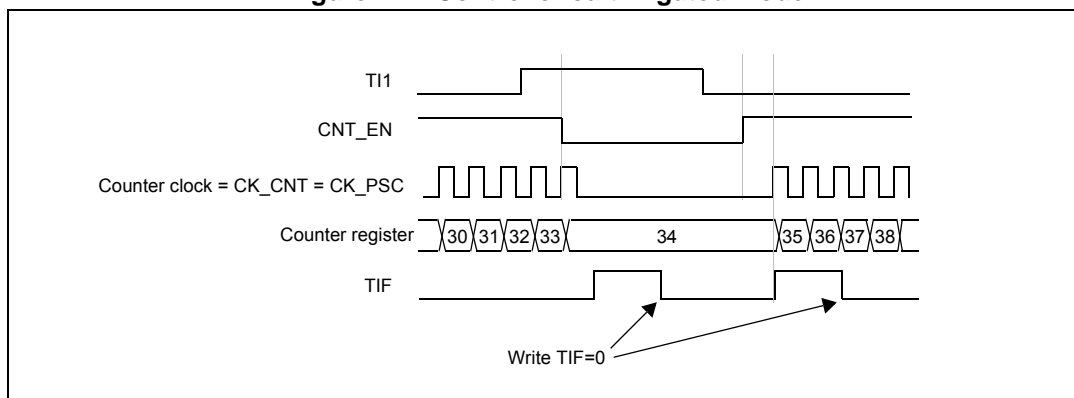 TI1
CNT_EN
Counter clock = CK_CNT = CK_PSC
Counter register 30 31 32 33 34 35 36 37 38
TIF
Write TIF=0